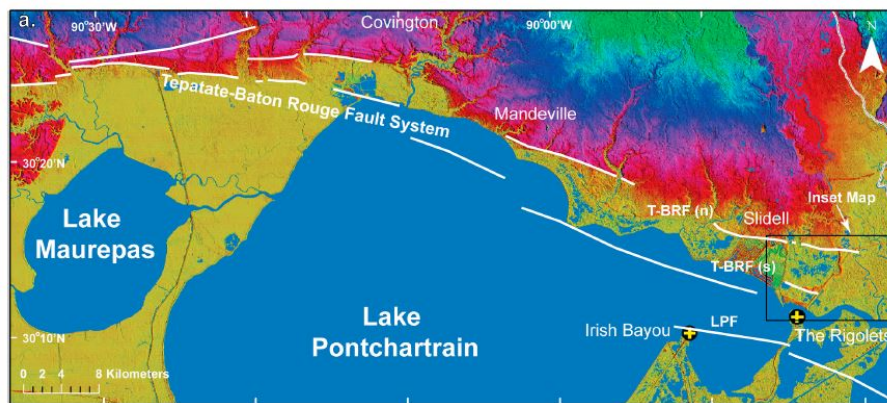 a.
90°30'W
Covington
90°00'W
N
Tepatate-Baton Rouge Fault System
Mandeville
30°20'N
Inset Map
Lake
Maurepas
T-BRF (n)
Slidell
T-BRF (s)
Lake
Pontchartrain
30°10'N
Irish Bayou
LPF
The Rigolets
0 2 4 8 Kilometers